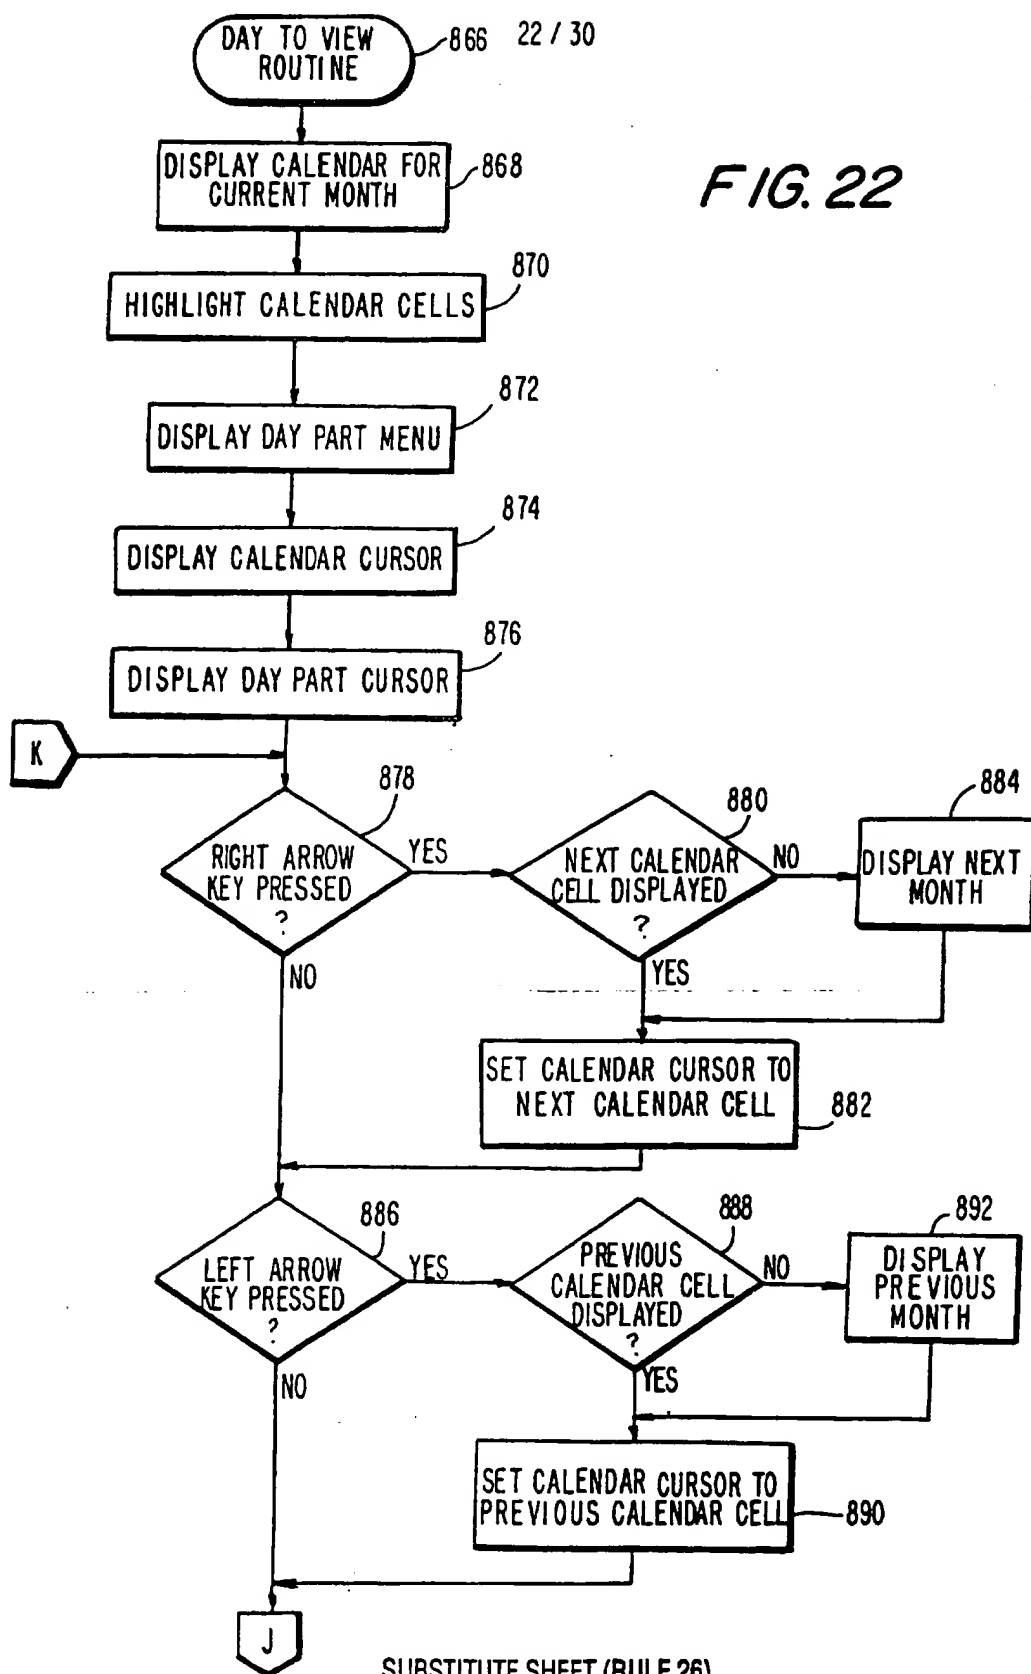 DAY TO VIEW
ROUTINE
866
22 / 30
FIG. 22
DISPLAY CALENDAR FOR
CURRENT MONTH
868
HIGHLIGHT CALENDAR CELLS
870
DISPLAY DAY PART MENU
872
DISPLAY CALENDAR CURSOR
874
DISPLAY DAY PART CURSOR
876
K
RIGHT ARROW
KEY PRESSED
?
878
YES
NO
NEXT CALENDAR
CELL DISPLAYED
?
880
NO
YES
DISPLAY NEXT
MONTH
884
SET CALENDAR CURSOR TO
NEXT CALENDAR CELL
882
LEFT ARROW
KEY PRESSED
?
886
YES
NO
PREVIOUS
CALENDAR CELL
DISPLAYED
?
888
NO
YES
DISPLAY
PREVIOUS
MONTH
892
SET CALENDAR CURSOR TO
PREVIOUS CALENDAR CELL
890
J
SUBSTITUTE SHEET (RULE 26)